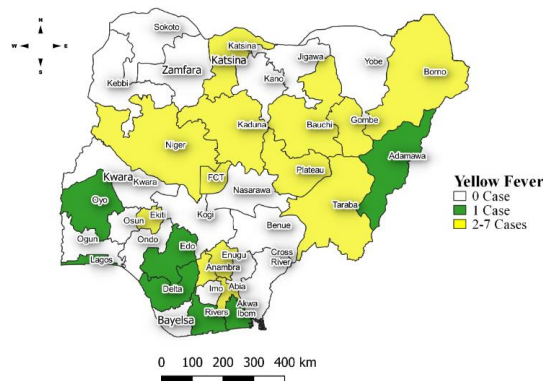 N
W E
S
Sokoto
Katsina
Katsina
Zamfara
Jigawa
Yobe
Borno
Kebbi
Kano
Kaduna
Bauchi
Gombe
Niger
Adamawa
FCT
Plateau
Kwara
Kwara
Nasarawa
Taraba
Oyo
Kogi
Benue
Osun
Ekiti
Ogun
Ondo
Edo
Enugu
Cross
River
Lagos
Anambra
Delta
Imo
Abia
Bayelsa
Rivers
Akwa
Ibom
Yellow Fever
0 Case
1 Case
2-7 Cases
0 100 200 300 400 km